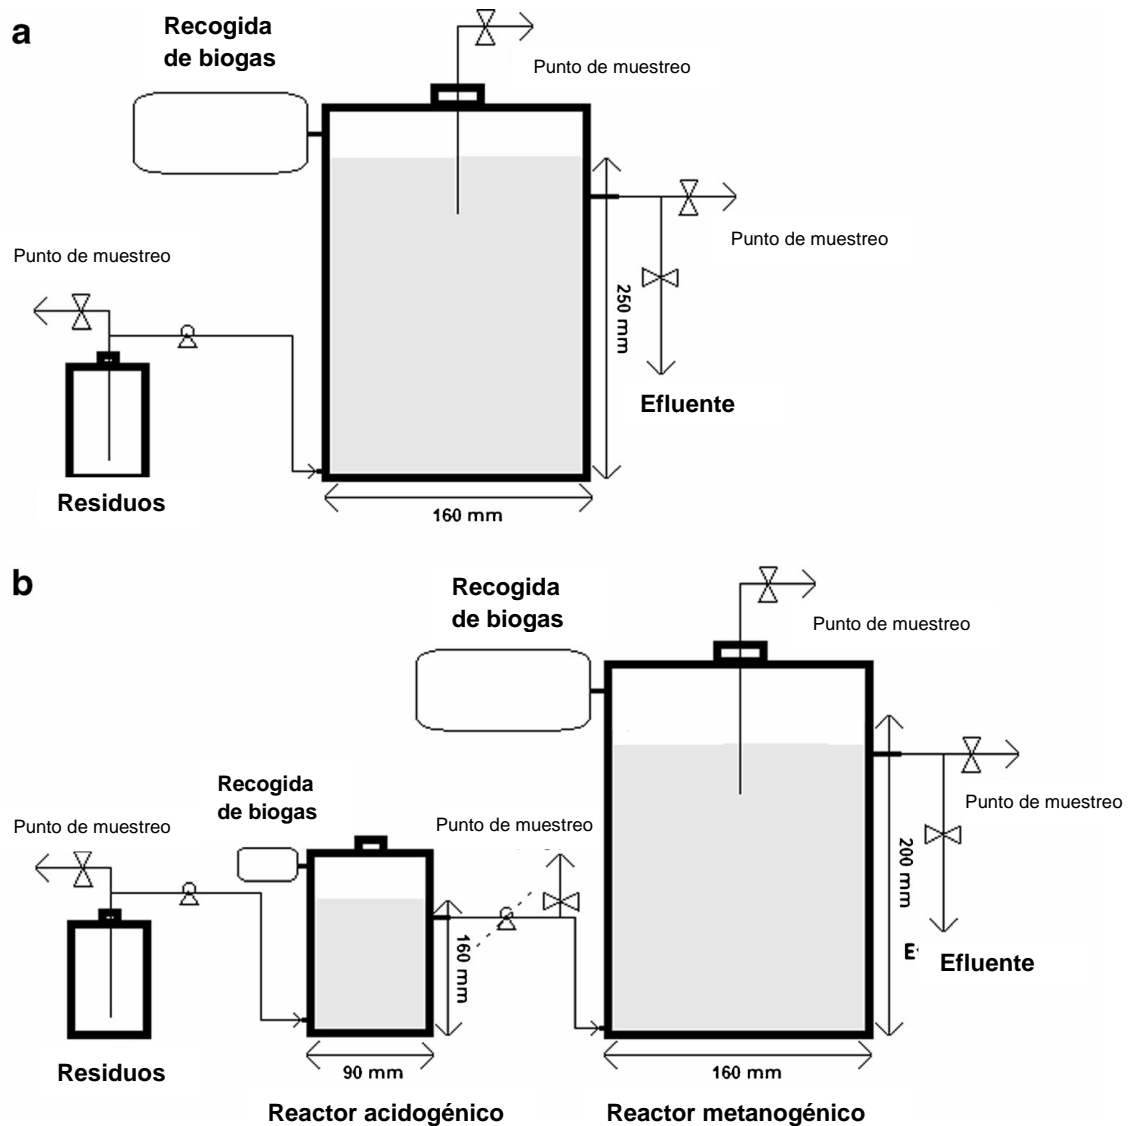 a
Recogida
de biogas
Punto de muestreo
Punto de muestreo
Punto de muestreo
250 mm
Efluente
Residuos
160 mm
b
Recogida
de biogas
Punto de muestreo
Recogida
de biogas
Punto de muestreo
Punto de muestreo
Punto de muestreo
200 mm
160 mm
E
Efluente
Residuos
90 mm
160 mm
Reactor acidogénico
Reactor metanogénico